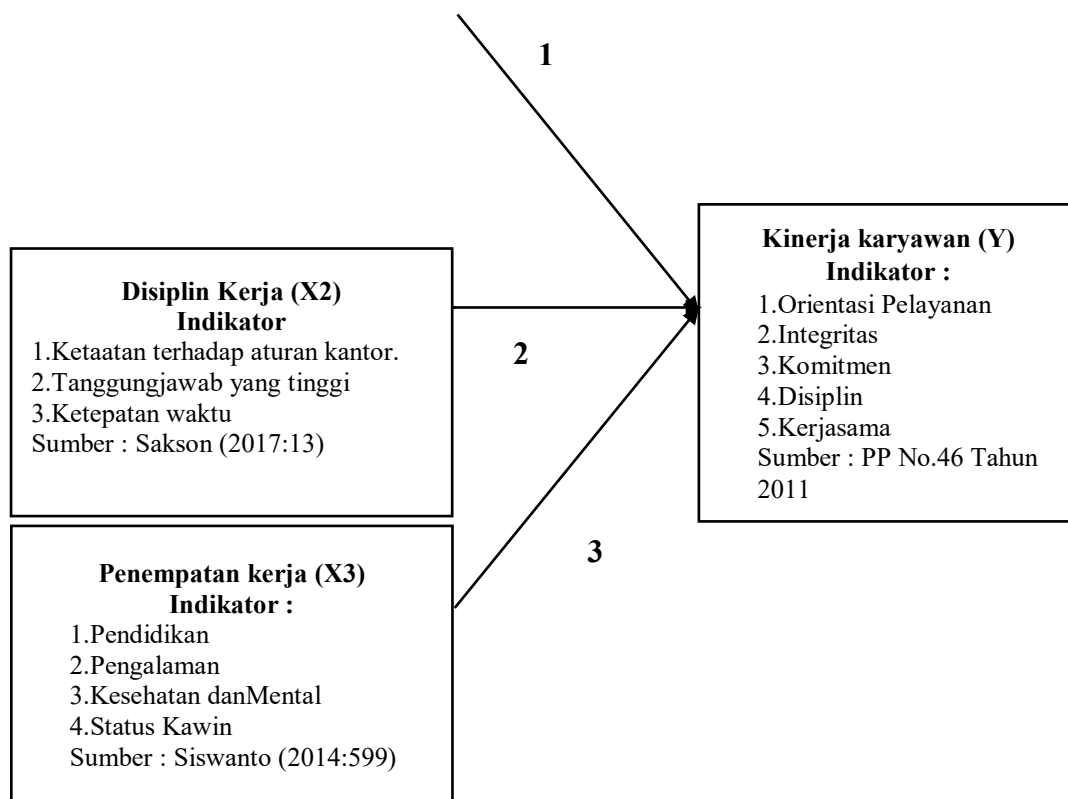 1
Disiplin Kerja (X2)
Indikator
1.Ketaatan terhadap aturan kantor.
2.Tanggungjawab yang tinggi
3.Ketepatan waktu
Sumber : Sakson (2017:13)
2
Kinerja karyawan (Y)
Indikator :
1.Orientasi Pelayanan
2.Integritas
3.Komitmen
4.Disiplin
5.Kerjasama
Sumber : PP No.46 Tahun
2011
3
Penempatan kerja (X3)
Indikator :
1.Pendidikan
2.Pengalaman
3.Kesehatan danMental
4.Status Kawin
Sumber : Siswanto (2014:599)